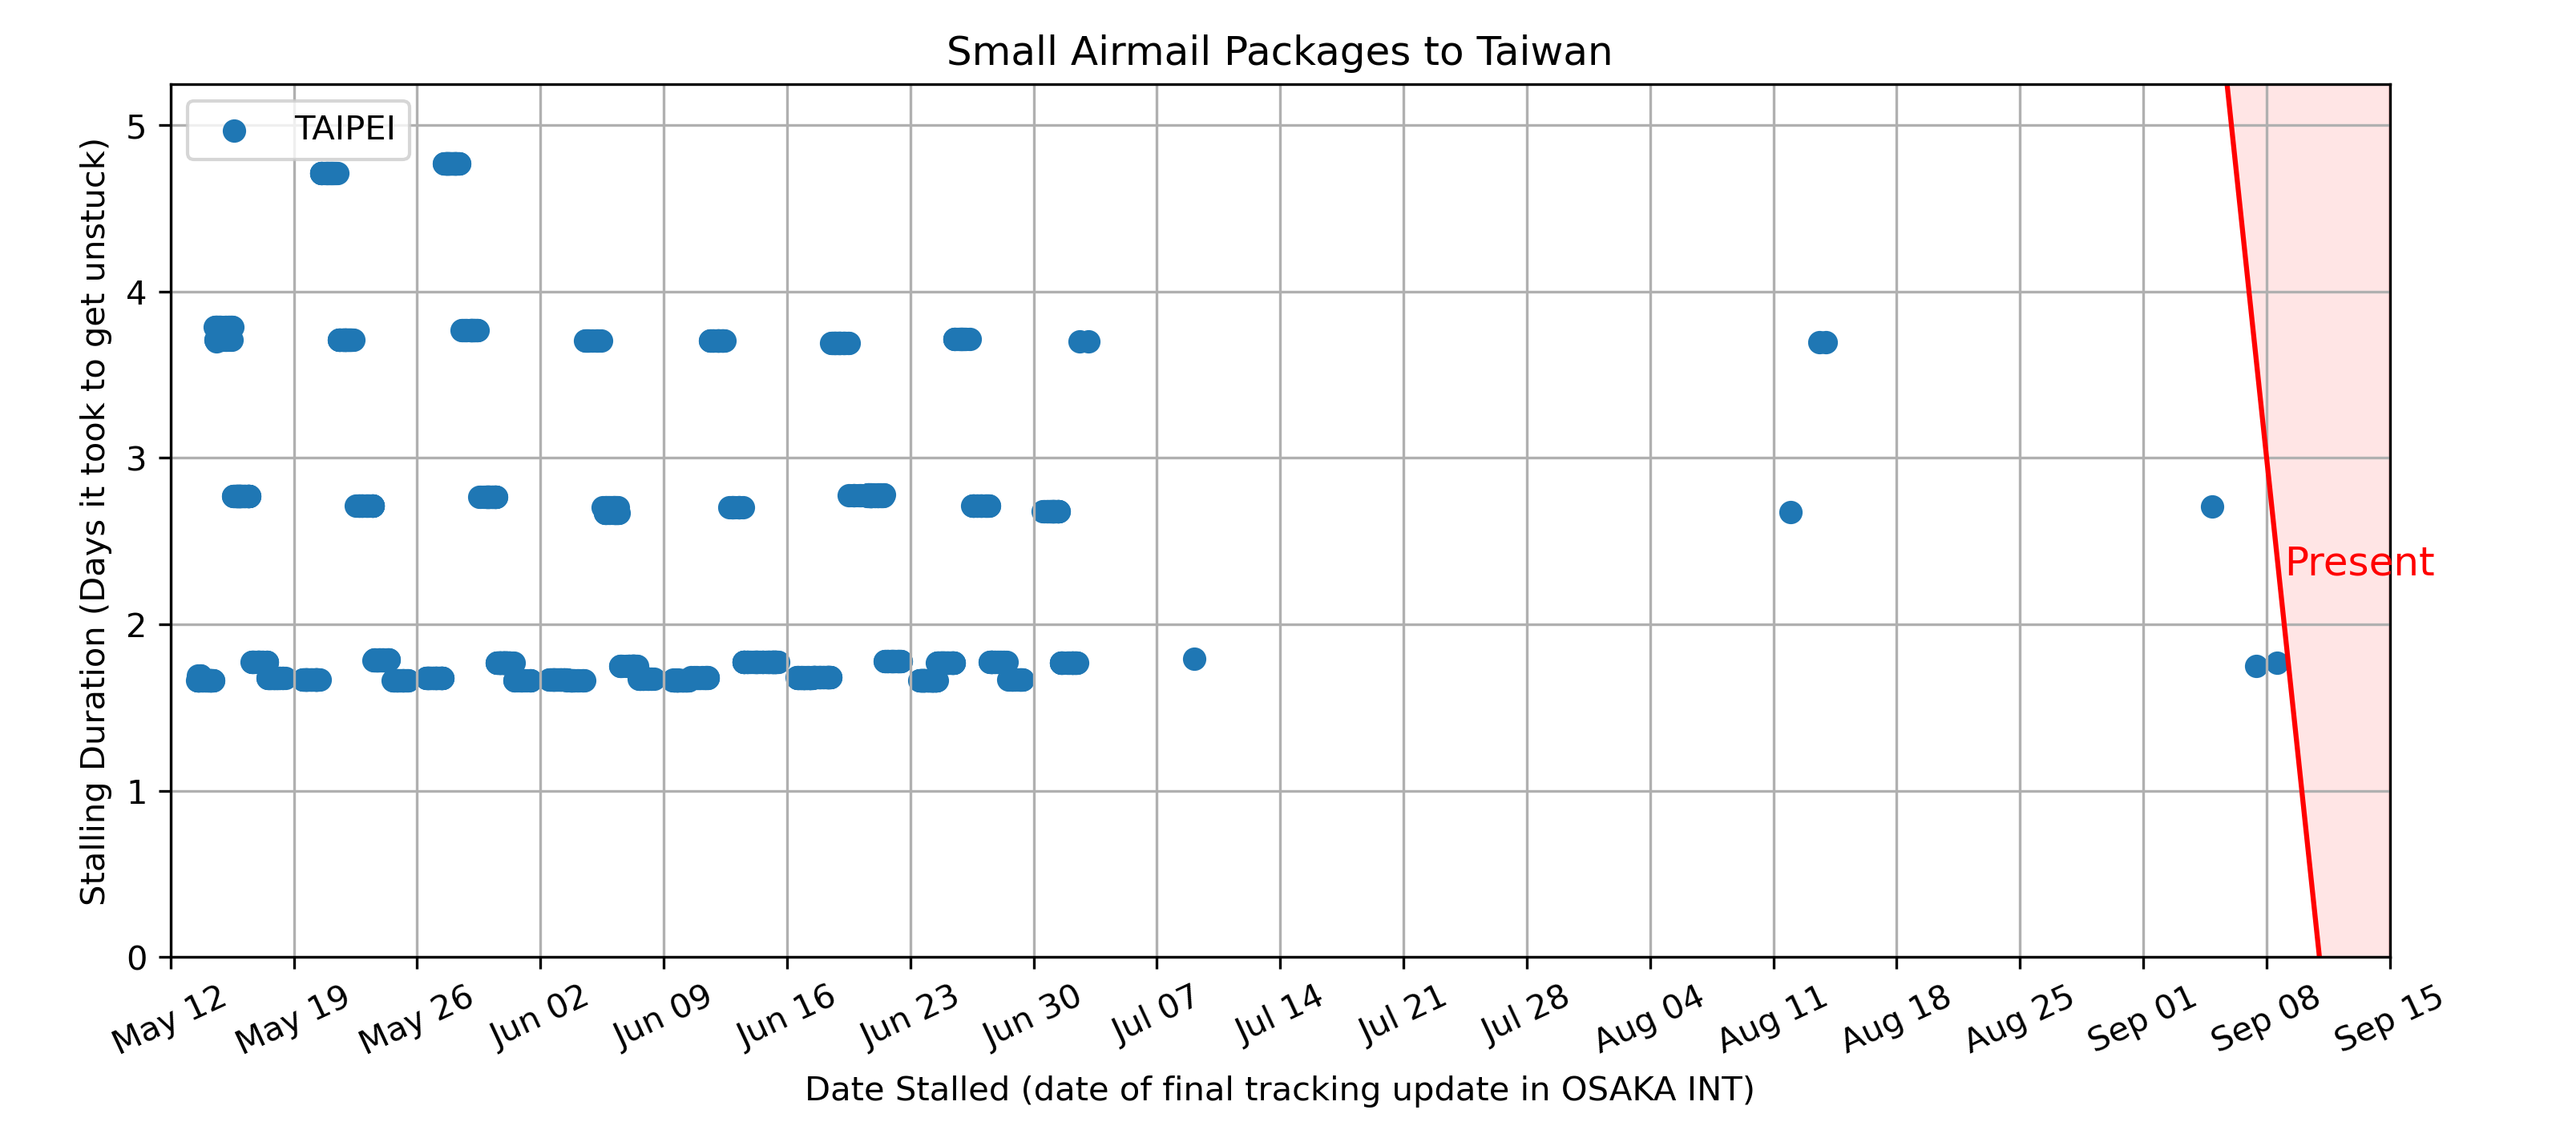 Small Airmail Packages to Taiwan
TAIPEI
Stalling Duration (Days it took to get unstuck)
5
4
3
2
1
0
Present
May 12
May 19
May 26
Jun 02
Jun 09
Jun 16
Jun 23
Jun 30
Jul 07
Jul 14
Jul 21
Jul 28
Aug 04
Aug 11
Aug 18
Aug 25
Sep 01
Sep 08
Sep 15
Date Stalled (date of final tracking update in OSAKA INT)